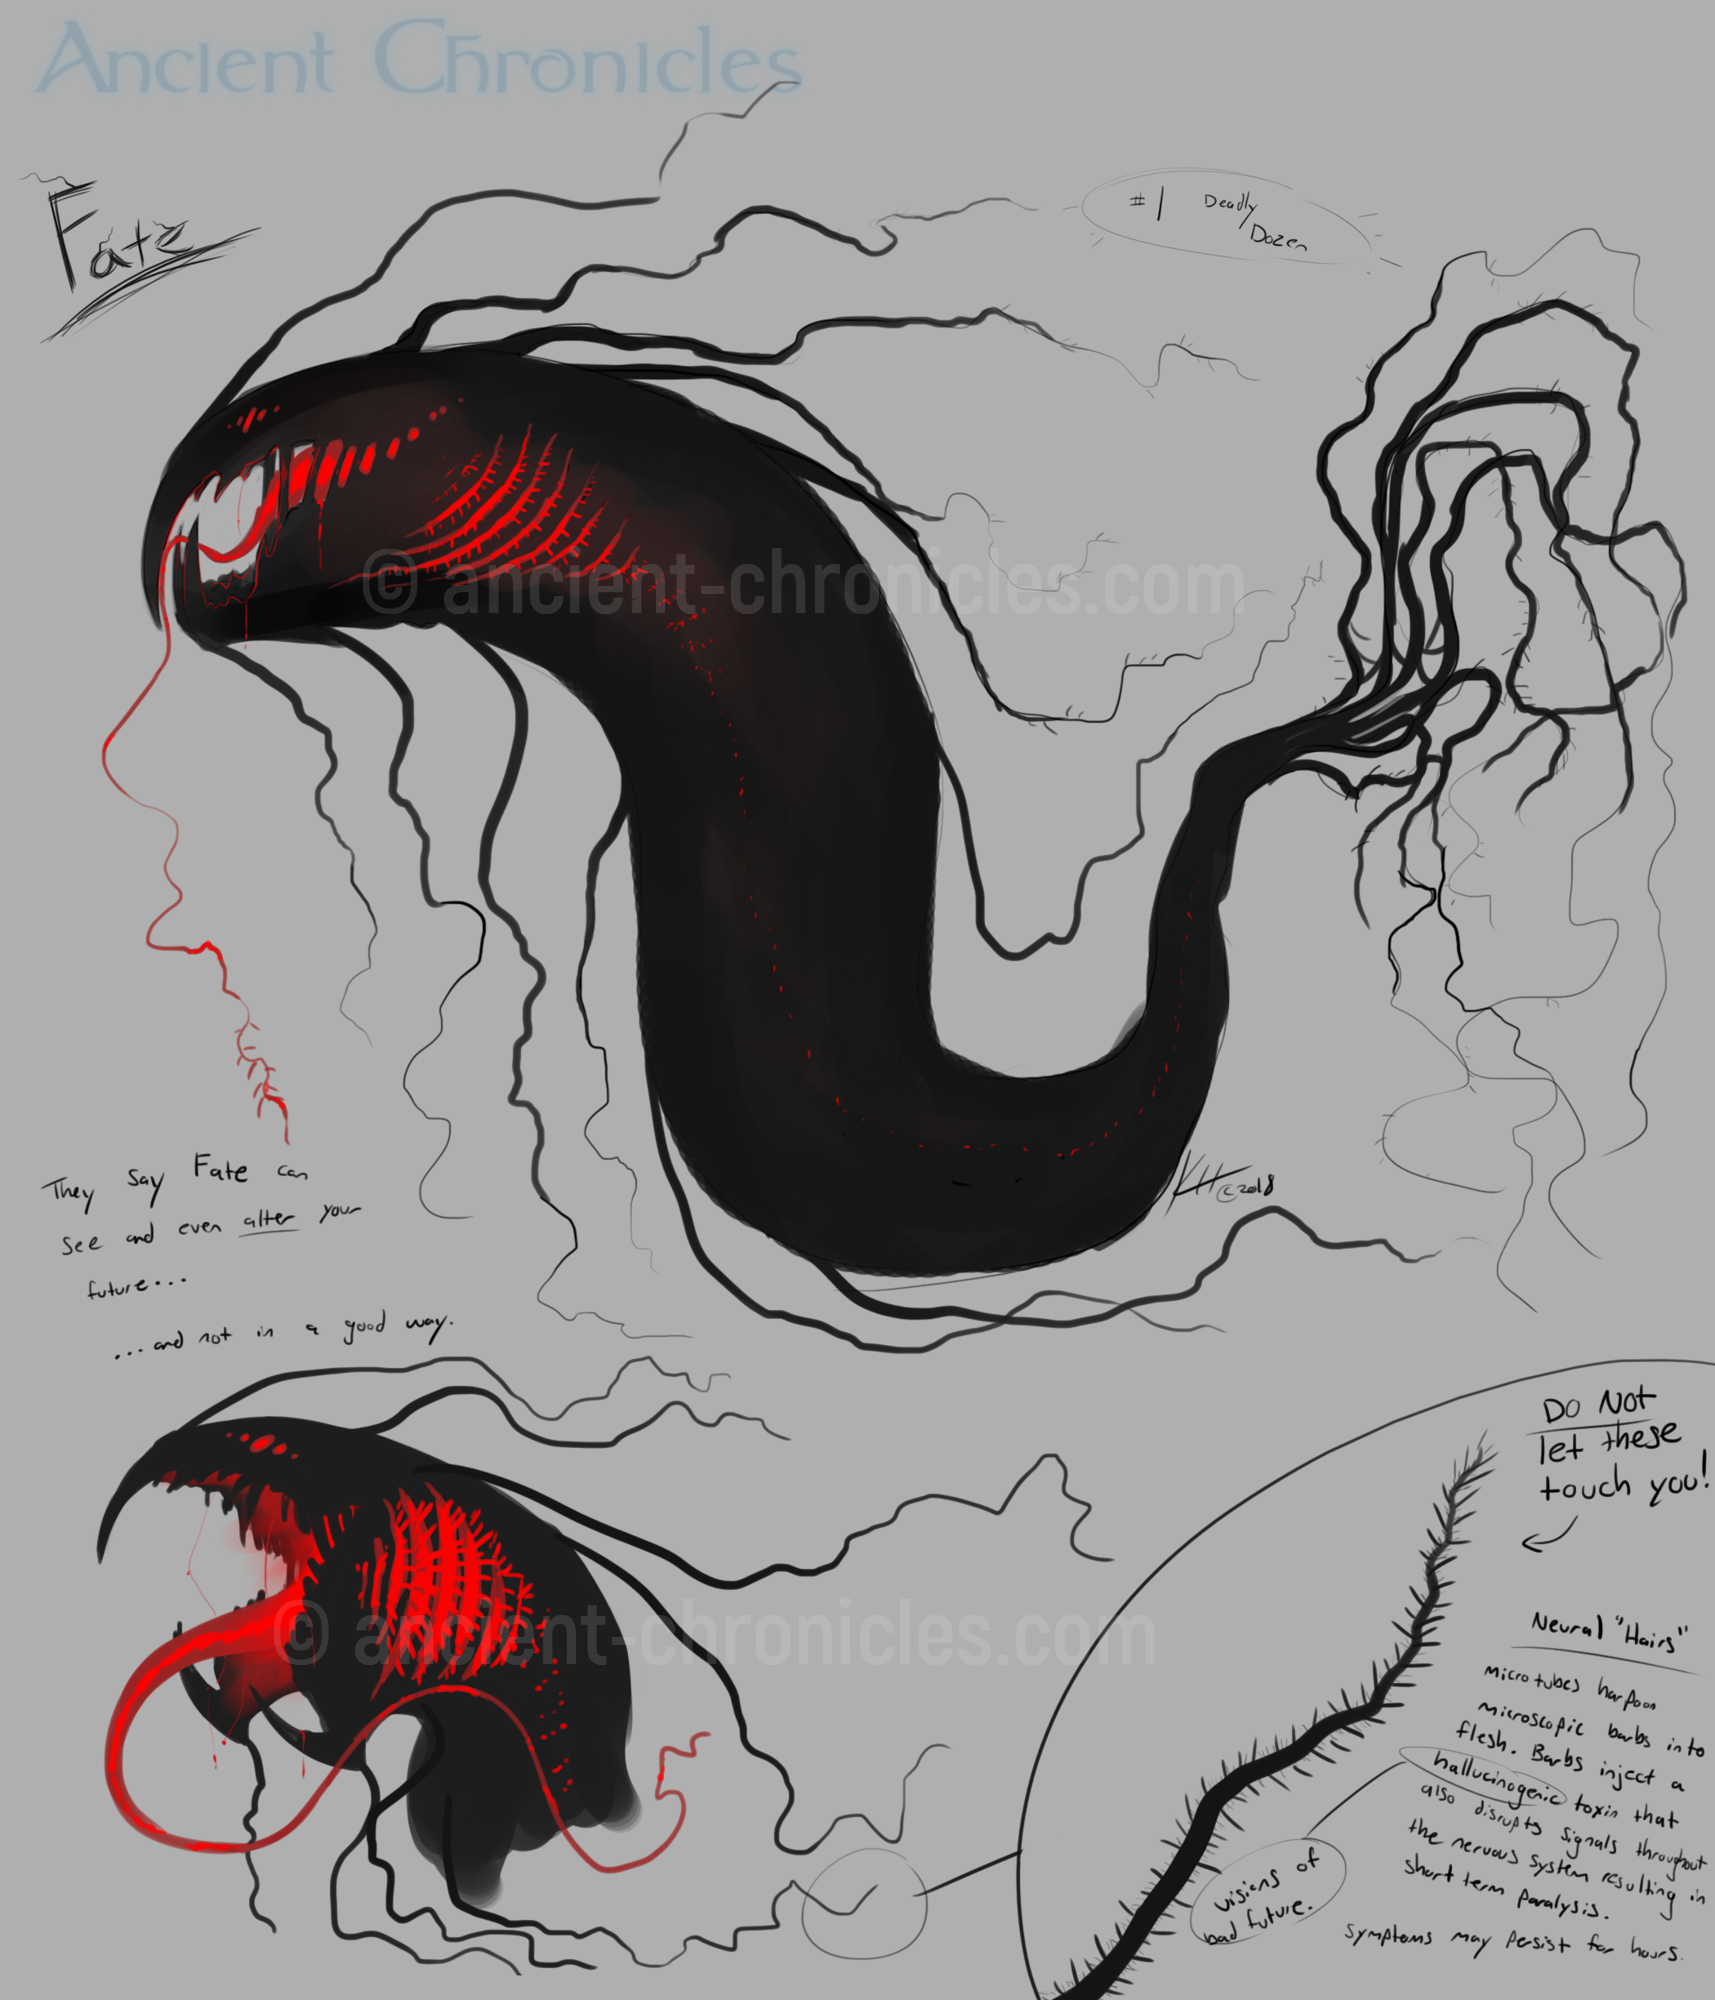 Ancient Chronicles
Fate
#1 Deadly
Dozen
© ancient-chronicles.com
They say Fate can
see and even alter your
future...
...and not in a good way.
KH ©2018
© ancient-chronicles.com
Do Not
let these
touch you!
Neural "Hairs"
micro tubes harpoon
microscopic barbs into
flesh. Barbs inject a
hallucinogenic toxin that
also disrupts signals throughout
the nervous system resulting in
short term paralysis.
Symptoms may persist for hours.
visions of
bad future.